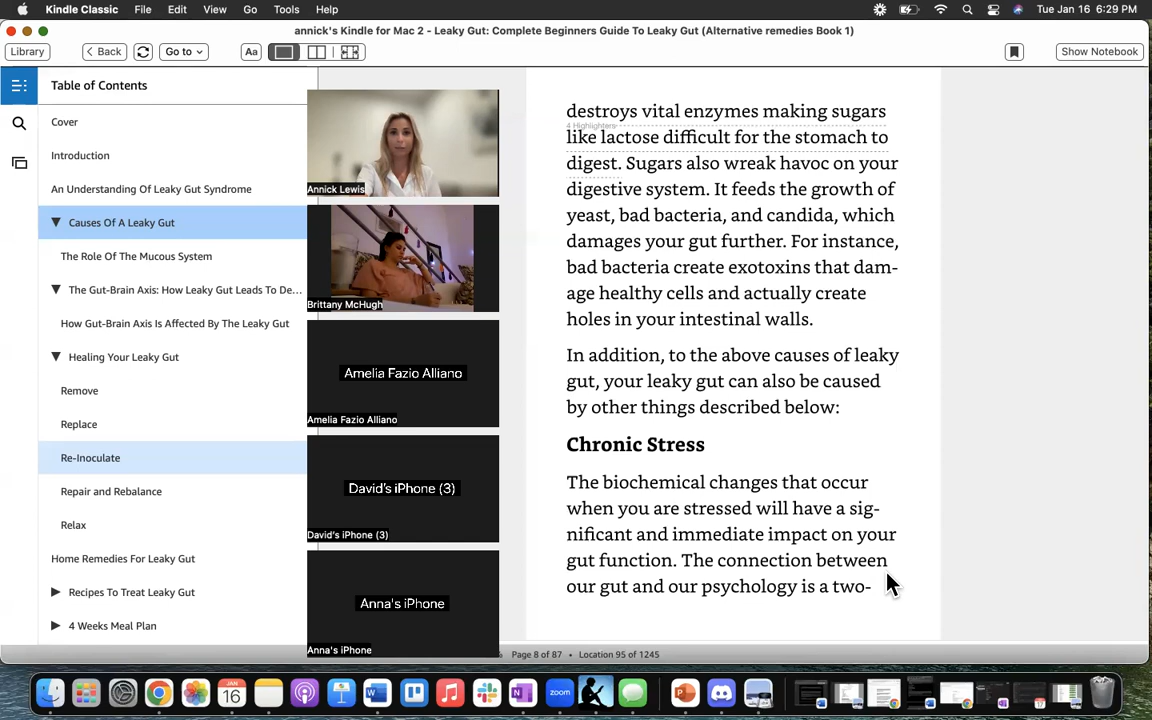 Kindle Classic File Edit View Go Tools Help
Tue Jan 16 6:29 PM
annick's Kindle for Mac 2 - Leaky Gut: Complete Beginners Guide To Leaky Gut (Alternative remedies Book 1)
Library
Back
Go to
Aa
Show Notebook
Table of Contents
Cover
Introduction
An Understanding Of Leaky Gut Syndrome
Causes Of A Leaky Gut
The Role Of The Mucous System
The Gut-Brain Axis: How Leaky Gut Leads To De...
How Gut-Brain Axis Is Affected By The Leaky Gut
Healing Your Leaky Gut
Remove
Replace
Re-Inoculate
Repair and Rebalance
Relax
Home Remedies For Leaky Gut
Recipes To Treat Leaky Gut
4 Weeks Meal Plan
Annick Lewis
Brittany McHugh
Amelia Fazio Alliano
Amelia Fazio Alliano
David's iPhone (3)
David's iPhone (3)
Anna's iPhone
Anna's iPhone
destroys vital enzymes making sugars
4 Highlighters
like lactose difficult for the stomach to
digest. Sugars also wreak havoc on your
digestive system. It feeds the growth of
yeast, bad bacteria, and candida, which
damages your gut further. For instance,
bad bacteria create exotoxins that dam-
age healthy cells and actually create
holes in your intestinal walls.
In addition, to the above causes of leaky
gut, your leaky gut can also be caused
by other things described below:
Chronic Stress
The biochemical changes that occur
when you are stressed will have a sig-
nificant and immediate impact on your
gut function. The connection between
our gut and our psychology is a two-
Page 8 of 87 • Location 95 of 1245
JAN
16
zoom